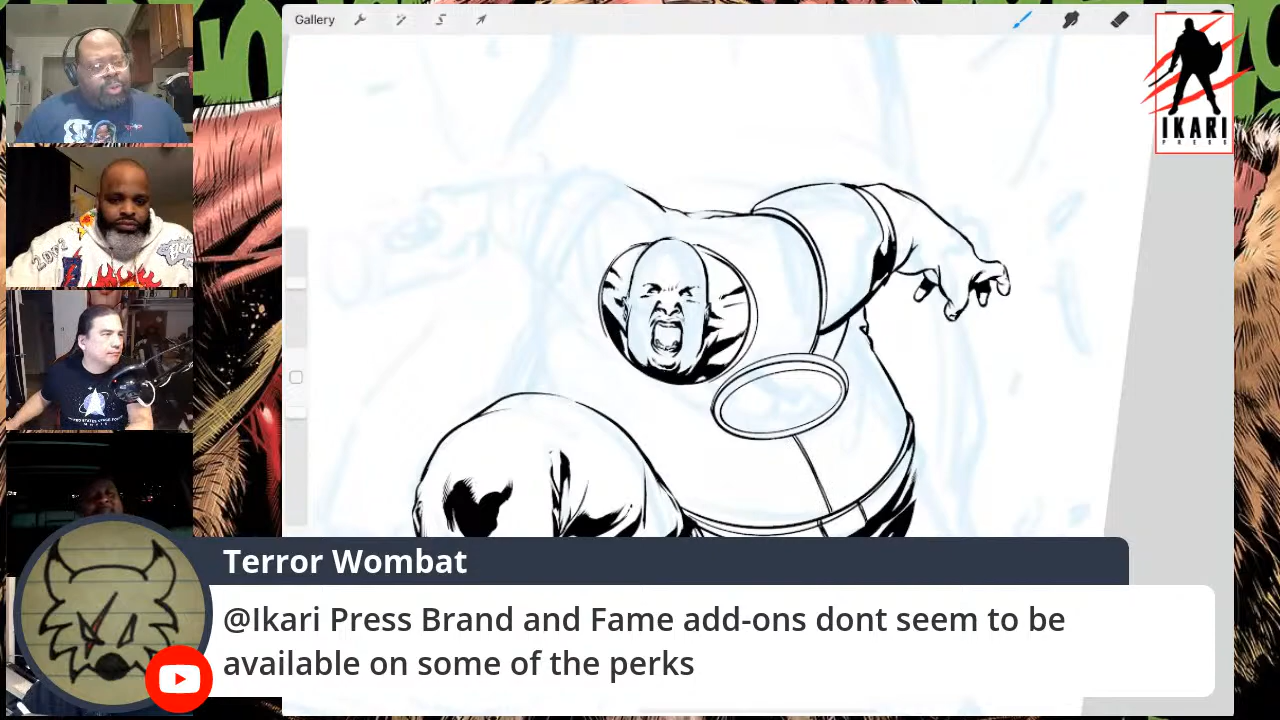 Gallery
IKARI
PRESS
2002
Terror Wombat
@Ikari Press Brand and Fame add-ons dont seem to be
available on some of the perks